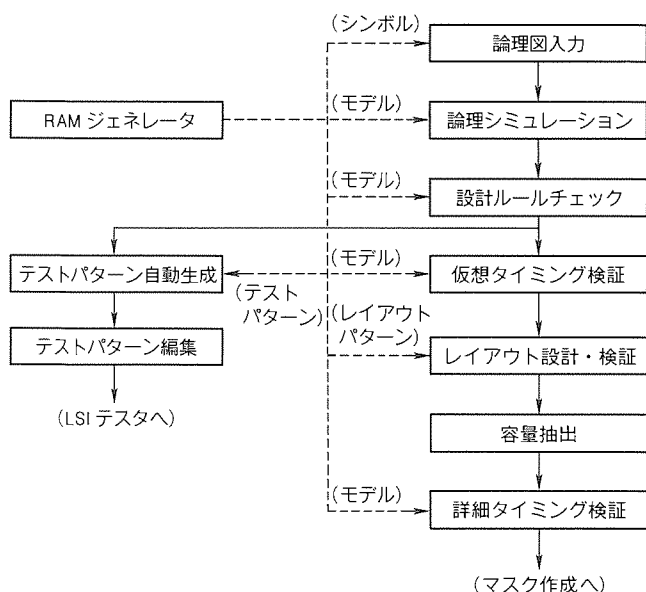 (シンボル)
論理図入力
(モデル)
RAM ジェネレータ
論理シミュレーション
(モデル)
設計ルールチェック
(モデル)
テストパターン自動生成
仮想タイミング検証
(テスト
パターン)
(レイアウト
パターン)
テストパターン編集
レイアウト設計・検証
(LSI テスタへ)
容量抽出
(モデル)
詳細タイミング検証
(マスク作成へ)